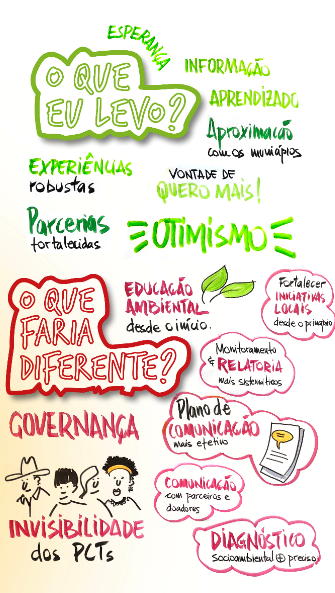 ESPERANÇA
O QUE
EU LEVO?
INFORMAÇÃO
APRENDIZADO
Aproximação
com os municípios
EXPERIÊNCIAS
robustas
VONTADE DE
QUERO MAIS!
Parcerias
fortalecidas
OTIMISMO
O QUE
FARIA
DIFERENTE?
EDUCAÇÃO
AMBIENTAL
desde o início.
Fortalecer
INICIATIVAS
LOCAIS
desde o princípio
Monitoramento
& RELATORIA
mais sistemáticos
GOVERNANÇA
Plano de
COMUNICAÇÃO
mais efetivo
INVISIBILIDADE
dos PCTs
COMUNICAÇÃO
com parceiros e
doadores
DIAGNÓSTICO
socioambiental + preciso